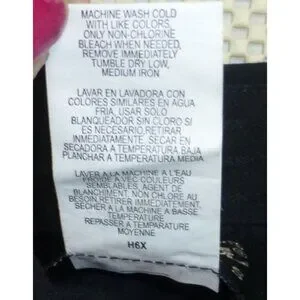 MACHINE WASH COLD
WITH LIKE COLORS
ONLY NON-CHLORINE
BLEACH WHEN NEEDED,
REMOVE IMMEDIATELY
TUMBLE DRY LOW,
MEDIUM IRON
LAVAR EN LAVADORA CON
COLORES SIMILARES EN AGUA
FRIA, USAR SOLO
BLANQUEADOR SIN CLORO SI
ES NECESARIO.RETIRAR
INMEDIATAMENTE. SECAR EN
SECADORA A TEMPERATURA BAJA
PLANCHAR A TEMPERATURA MEDIA
LAVER A LA MACHINE A L'EAU
FROIDE AVEC COULEURS
SEMBLABLES, AGENT DE
BLANCHIMENT, NON CHLORE AU
BESOIN RETIRER IMMEDIATEMENT.
SECHER A LA MACHINE A BASSE
TEMPERATURE
REPASSER A TEMPARATURE
MOYENNE
H6X